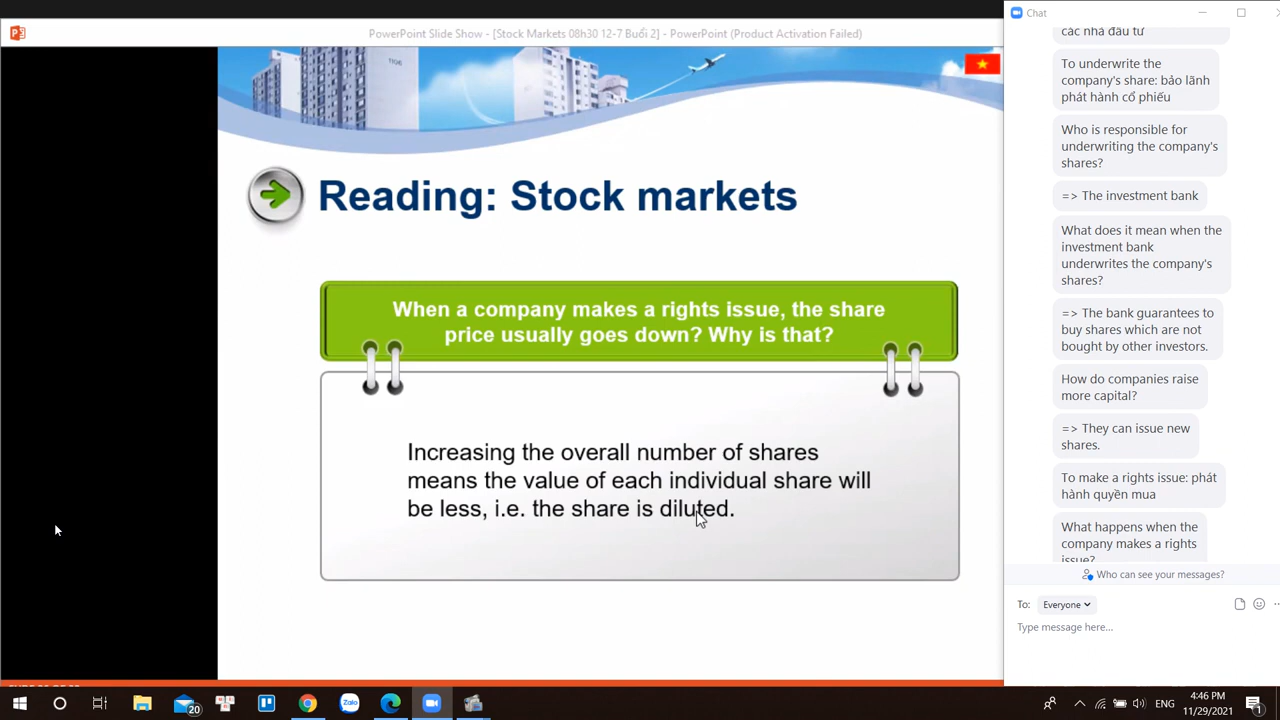 PowerPoint Slide Show - [Stock Markets 08h30 12-7 Buổi 2] - PowerPoint (Product Activation Failed)
1106
Reading: Stock markets
When a company makes a rights issue, the share
price usually goes down? Why is that?
Increasing the overall number of shares
means the value of each individual share will
be less, i.e. the share is diluted.
Chat
các nhà đầu tư
To underwrite the
company's share: bảo lãnh
phát hành cổ phiếu
Who is responsible for
underwriting the company's
shares?
=> The investment bank
What does it mean when the
investment bank
underwrites the company's
shares?
=> The bank guarantees to
buy shares which are not
bought by other investors.
How do companies raise
more capital?
=> They can issue new
shares.
To make a rights issue: phát
hành quyền mua
What happens when the
company makes a rights
issue?
Who can see your messages?
To: Everyone
Type message here...
20
Zalo
ENG
4:46 PM
11/29/2021
1